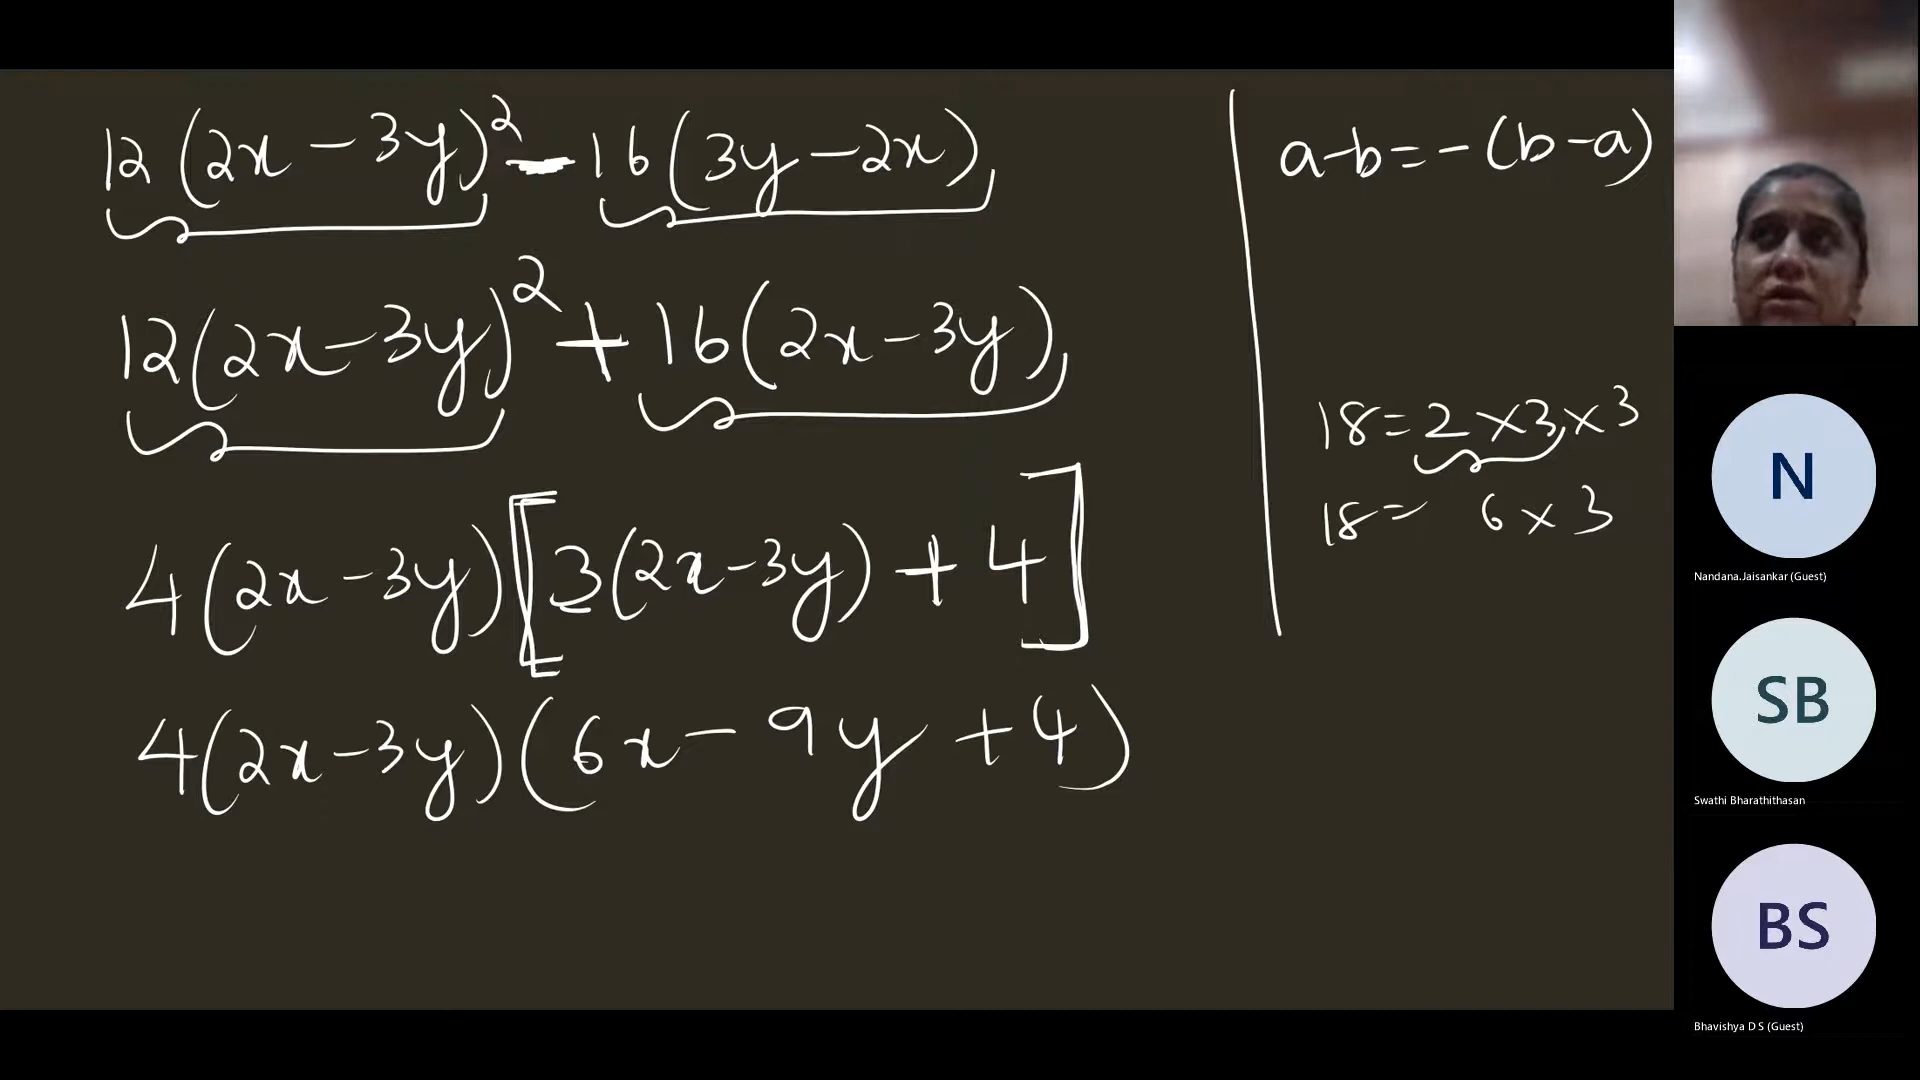 12(2x-3y)²-16(3y-2x)
12(2x-3y)²+16(2x-3y)
4(2x-3y)[3(2x-3y)+4]
4(2x-3y)(6x-9y+4)
a-b=-(b-a)
18=2×3×3
18= 6×3
N
Nandana.Jaisankar (Guest)
SB
Swathi Bharathithasan
BS
Bhavishya D S (Guest)